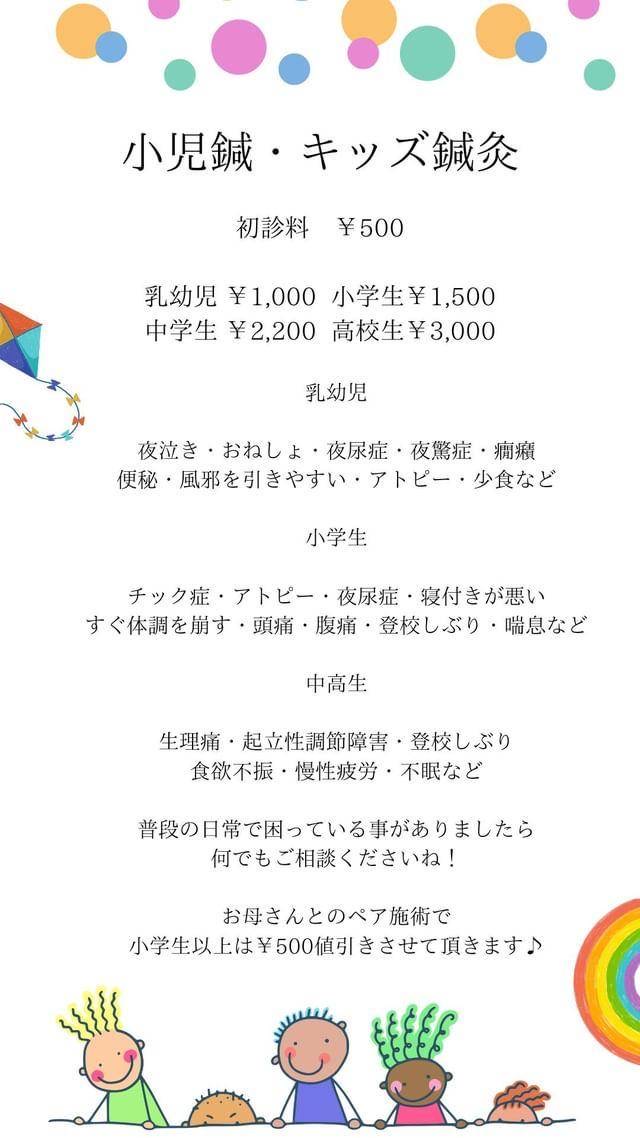 小児鍼・キッズ鍼灸
初診料　￥500
乳幼児 ￥1,000 小学生￥1,500
中学生 ￥2,200 高校生￥3,000
乳幼児
夜泣き・おねしょ・夜尿症・夜驚症・癇癪
便秘・風邪を引きやすい・アトピー・少食など
小学生
チック症・アトピー・夜尿症・寝付きが悪い
すぐ体調を崩す・頭痛・腹痛・登校しぶり・喘息など
中高生
生理痛・起立性調節障害・登校しぶり
食欲不振・慢性疲労・不眠など
普段の日常で困っている事がありましたら
何でもご相談くださいね！
お母さんとのペア施術で
小学生以上は￥500値引きさせて頂きます♪